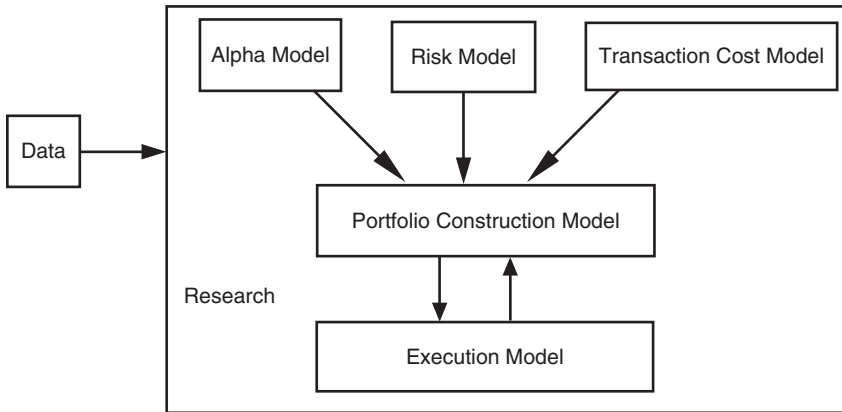 Alpha Model
Risk Model
Transaction Cost Model
Data
Portfolio Construction Model
Research
Execution Model